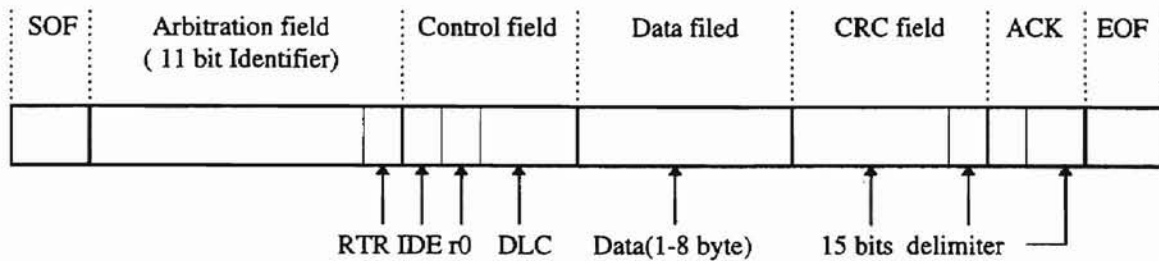 SOF Arbitration field Control field Data filed CRC field ACK EOF
( 11 bit Identifier)
RTR IDE r0 DLC Data(1-8 byte) 15 bits delimiter